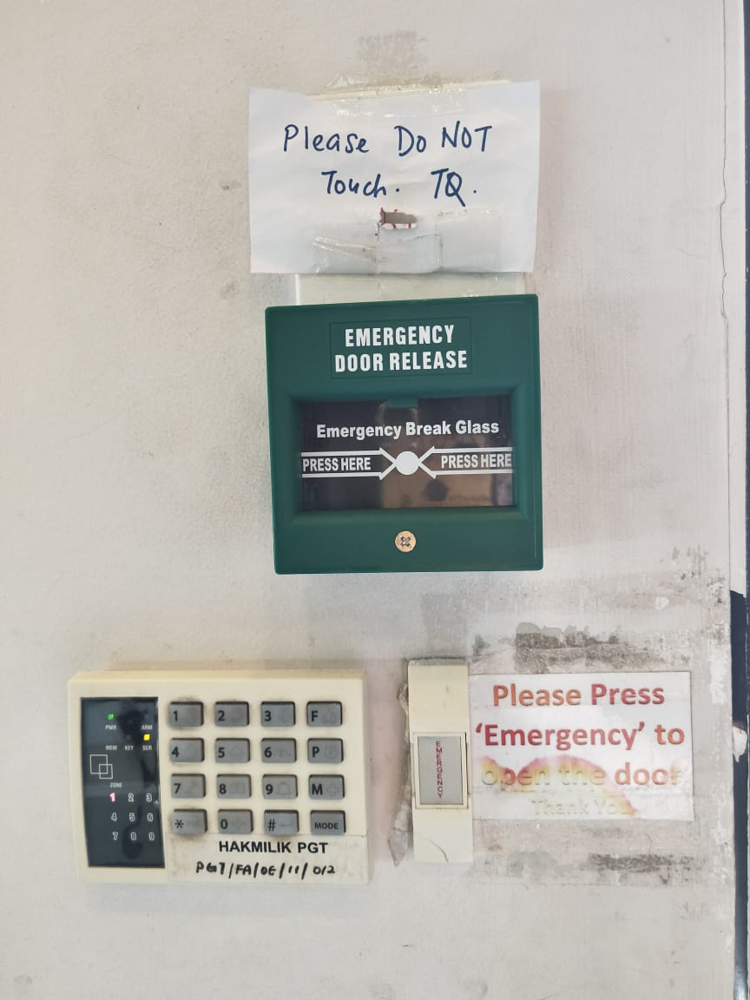 Please Do NOT
Touch. TQ.
EMERGENCY
DOOR RELEASE
Emergency Break Glass
PRESS HERE PRESS HERE
PWR ARM
MEM KEY SER
ZONE
1 2 3
4 5 6
7 8 9
1 2 3 F
4 5 6 P
7 8 9 M
* 0 # MODE
HAKMILIK PGT
PGT/FA/OE/11/012
EMERGENCY
Please Press
'Emergency' to
open the door
Thank You